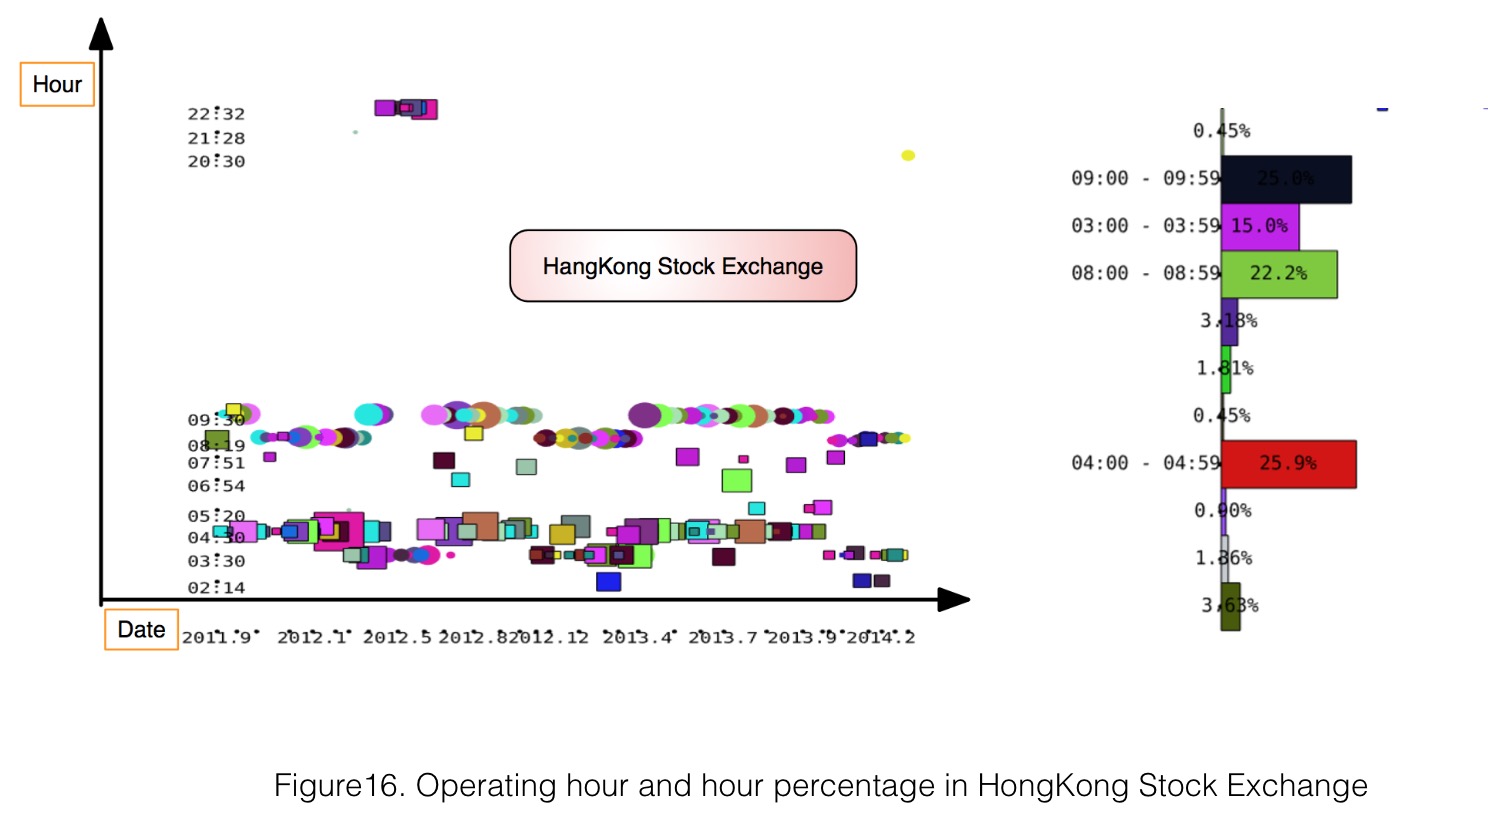 Hour
22:32
21:28
20:30
HangKong Stock Exchange
09:30
08:19
07:51
06:54
05:20
04:30
03:30
02:14
Date
2011.9 2012.1 2012.5 2012.8 2012.12 2013.4 2013.7 2013.9 2014.2
0.45%
09:00 - 09:59 25.0%
03:00 - 03:59 15.0%
08:00 - 08:59 22.2%
3.18%
1.81%
0.45%
04:00 - 04:59 25.9%
0.90%
1.36%
3.63%
Figure16. Operating hour and hour percentage in HongKong Stock Exchange